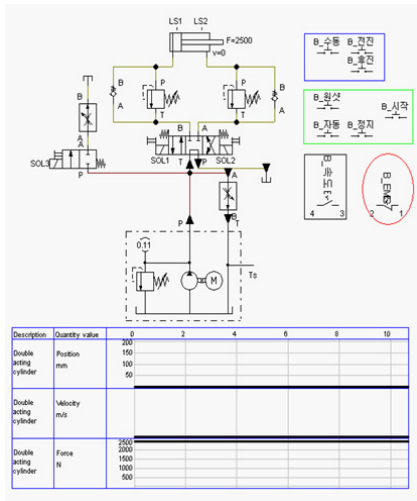 LS1 LS2
F=2500
v=0
B_수동 B_전진
B_후진
B
A
P
T
P
T
B
A
B
A
B_원샷
B_시작
B_자동 B_정지
B A
SOL1 T P SOL2
A
SOL3
P
A
B
T
P
0.11
M
Ts
4 3
B_EMS
2 1
Description Quantity value 0 2 4 6 8 10
Double acting cylinder
Position
mm
200
150
100
50
Double acting cylinder
Velocity
m/s
Double acting cylinder
Force
N
2500
2000
1500
1000
500